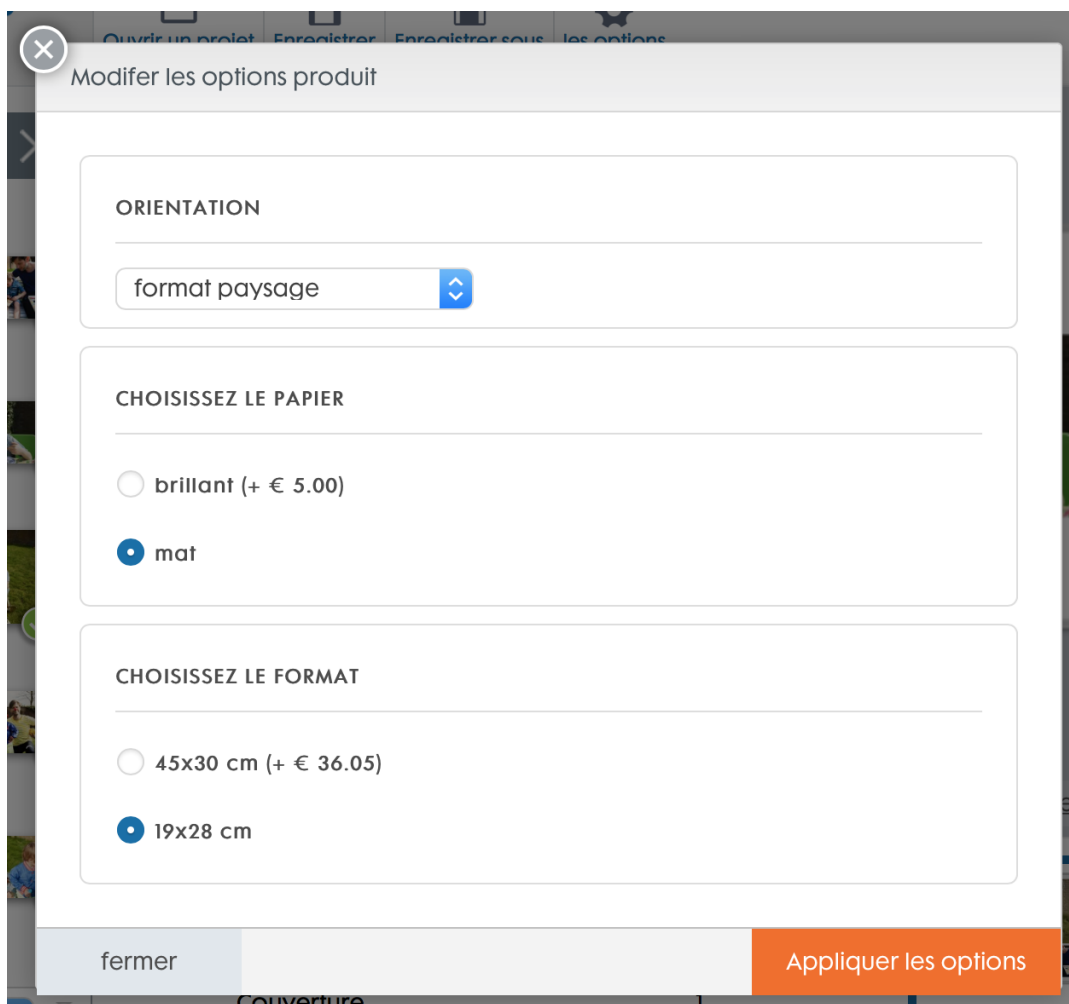 Ouvrir un projet Enregistrer Enregistrer sous les options
Modifer les options produit
ORIENTATION
format paysage
CHOISISSEZ LE PAPIER
brillant (+ € 5.00)
mat
CHOISISSEZ LE FORMAT
45x30 cm (+ € 36.05)
19x28 cm
fermer
Appliquer les options
Couverture